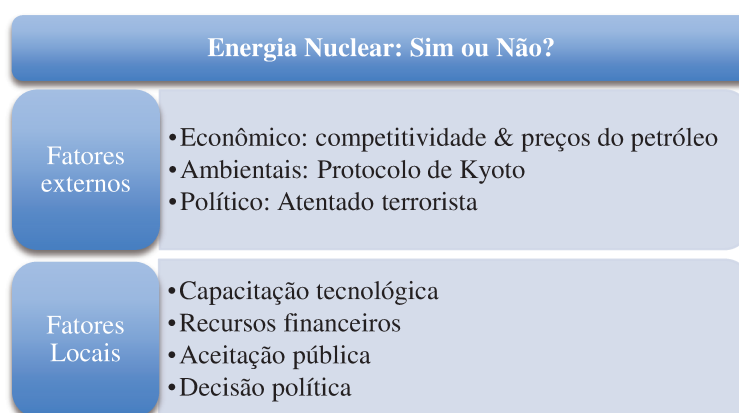 Energia Nuclear: Sim ou Não?
Fatores
externos
•Econômico: competitividade & preços do petróleo
•Ambientais: Protocolo de Kyoto
•Político: Atentado terrorista
Fatores
Locais
•Capacitação tecnológica
•Recursos financeiros
•Aceitação pública
•Decisão política